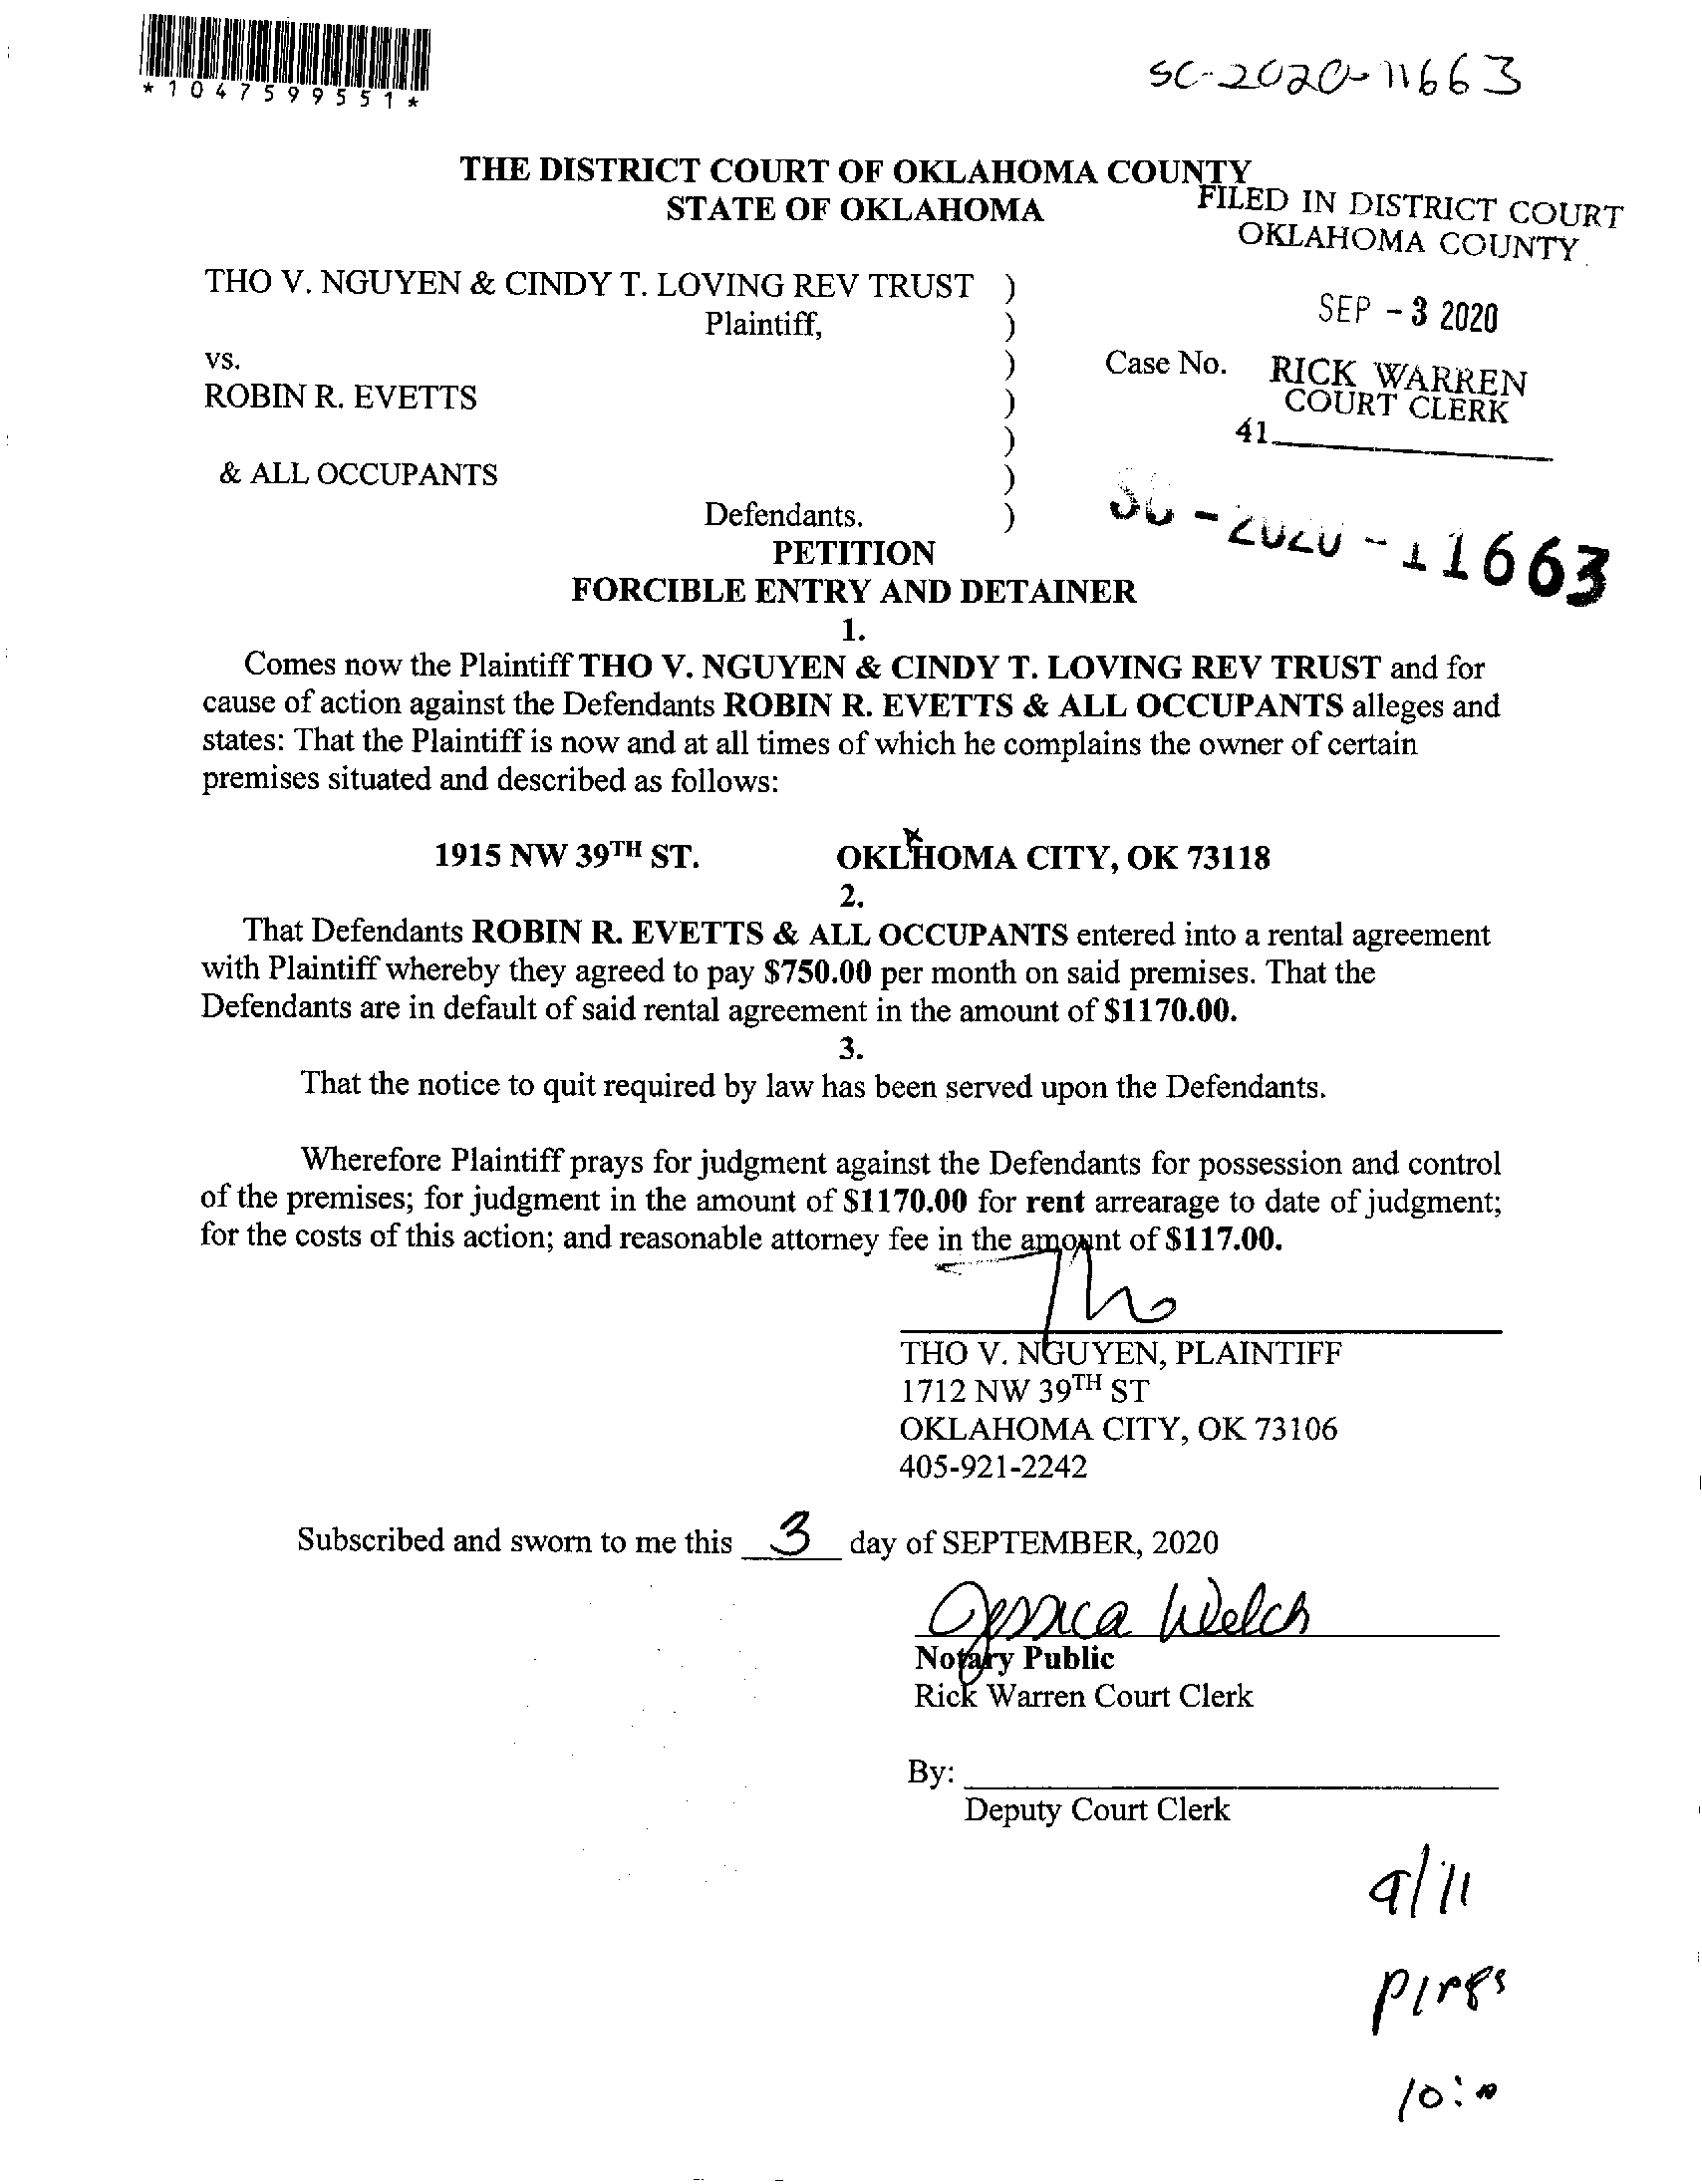 *1047599551*
SC-2020-11663
THE DISTRICT COURT OF OKLAHOMA COUNTY
STATE OF OKLAHOMA
FILED IN DISTRICT COURT
OKLAHOMA COUNTY
THO V. NGUYEN & CINDY T. LOVING REV TRUST )
Plaintiff, )
SEP - 3 2020
vs. ) Case No.
RICK WARREN
COURT CLERK
ROBIN R. EVETTS )
)
41
& ALL OCCUPANTS )
Defendants. )
SC-2020-11663
PETITION
FORCIBLE ENTRY AND DETAINER
1.
Comes now the Plaintiff THO V. NGUYEN & CINDY T. LOVING REV TRUST and for
cause of action against the Defendants ROBIN R. EVETTS & ALL OCCUPANTS alleges and
states: That the Plaintiff is now and at all times of which he complains the owner of certain
premises situated and described as follows:
1915 NW 39TH ST. OKLHOMA CITY, OK 73118
2.
That Defendants ROBIN R. EVETTS & ALL OCCUPANTS entered into a rental agreement
with Plaintiff whereby they agreed to pay $750.00 per month on said premises. That the
Defendants are in default of said rental agreement in the amount of $1170.00.
3.
That the notice to quit required by law has been served upon the Defendants.
Wherefore Plaintiff prays for judgment against the Defendants for possession and control
of the premises; for judgment in the amount of $1170.00 for rent arrearage to date of judgment;
for the costs of this action; and reasonable attorney fee in the amount of $117.00.
Tho
THO V. NGUYEN, PLAINTIFF
1712 NW 39TH ST
OKLAHOMA CITY, OK 73106
405-921-2242
Subscribed and sworn to me this 3 day of SEPTEMBER, 2020
Jessica Welch
Notary Public
Rick Warren Court Clerk
By:
Deputy Court Clerk
9/11